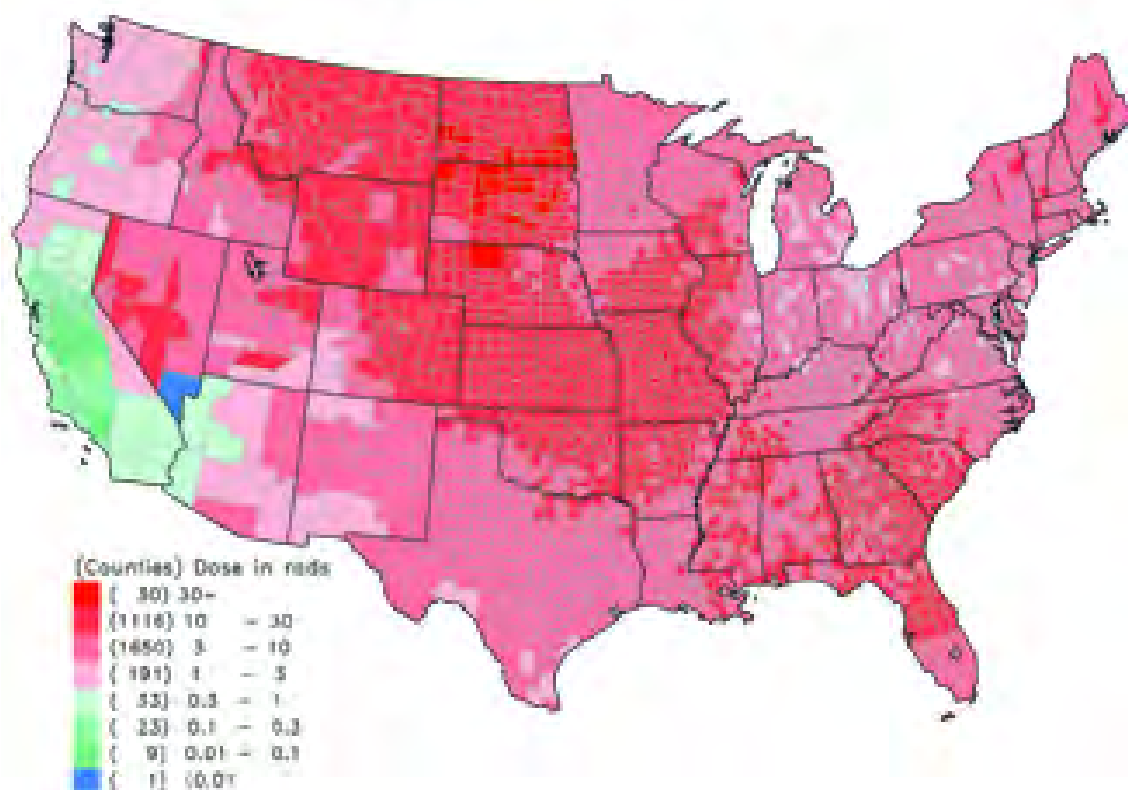 (Counties) Dose in rads
( 30) 30-
(1116) 10 - 30
(1650) 3 - 10
( 191) 1 - 3
( 33) 0.3 - 1
( 23) 0.1 - 0.3
( 9) 0.01 - 0.1
( 1) <0.01